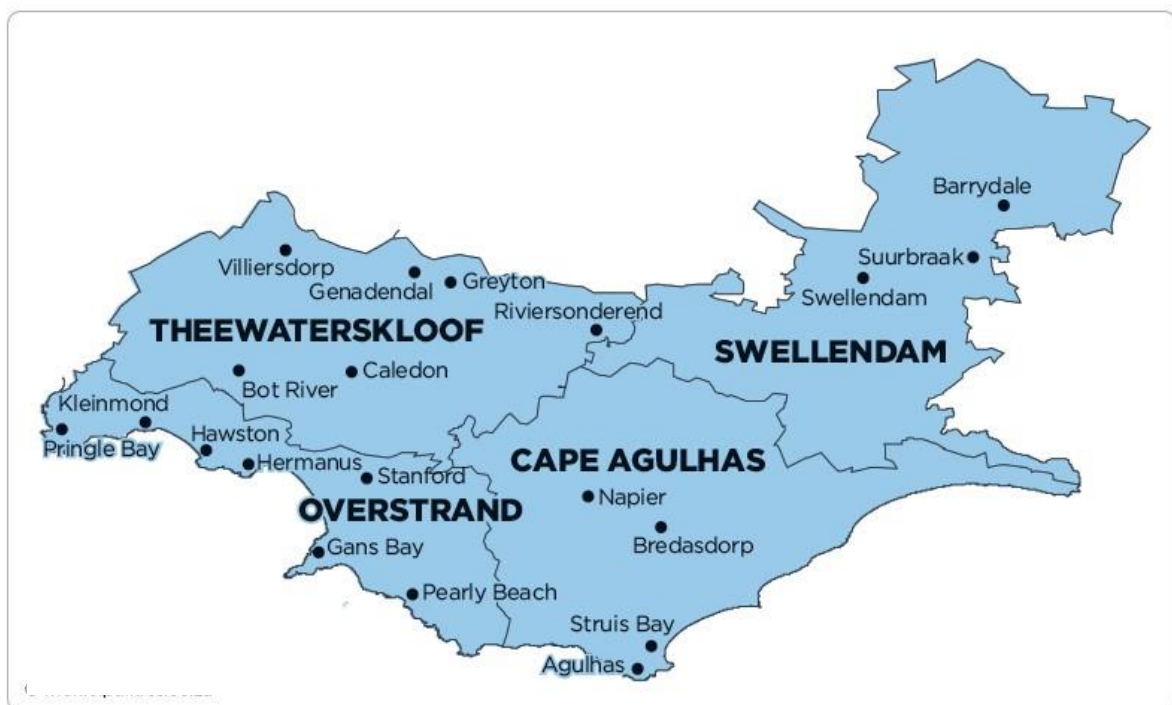 Barrydale
Suurbraak
Swellendam
Villiersdorp
Genadendal
Greyton
Riviersonderend
THEEWATERSKLOOF
SWELLENDAM
Bot River
Caledon
Kleinmond
Pringle Bay
Hawston
Hermanus
Stanford
CAPE AGULHAS
Napier
OVERSTRAND
Bredasdorp
Gans Bay
Pearly Beach
Struis Bay
Agulhas